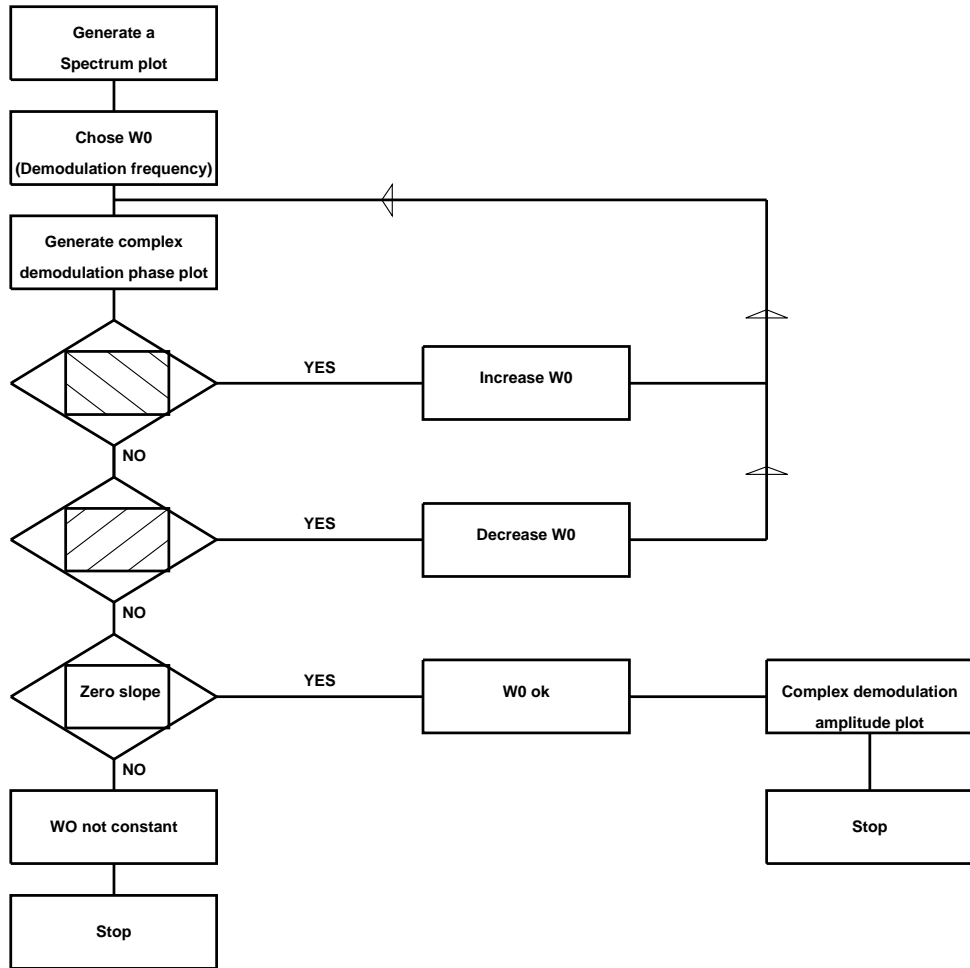 Generate a
Spectrum plot
Chose W0
(Demodulation frequency)
Generate complex
demodulation phase plot
YES
Increase W0
NO
YES
Decrease W0
NO
Zero slope
YES
W0 ok
Complex demodulation
amplitude plot
NO
WO not constant
Stop
Stop